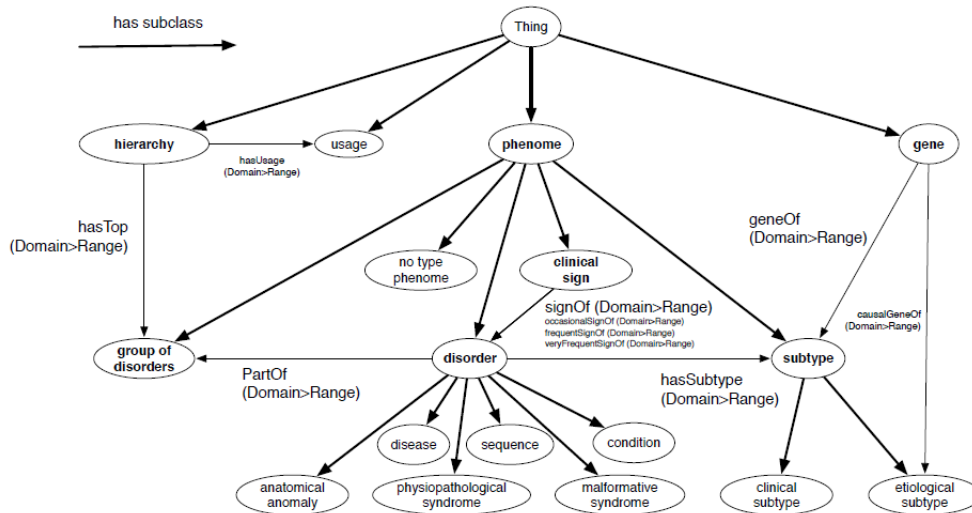 has subclass
Thing
hierarchy
usage
phenome
gene
hasUsage
(Domain>Range)
hasTop
(Domain>Range)
geneOf
(Domain>Range)
no type
phenome
clinical
sign
signOf (Domain>Range)
occasionalSignOf (Domain>Range)
frequentSignOf (Domain>Range)
veryFrequentSignOf (Domain>Range)
causalGeneOf
(Domain>Range)
group of
disorders
disorder
subtype
PartOf
(Domain>Range)
hasSubtype
(Domain>Range)
disease
sequence
condition
anatomical
anomaly
physiopathological
syndrome
malformative
syndrome
clinical
subtype
etiological
subtype